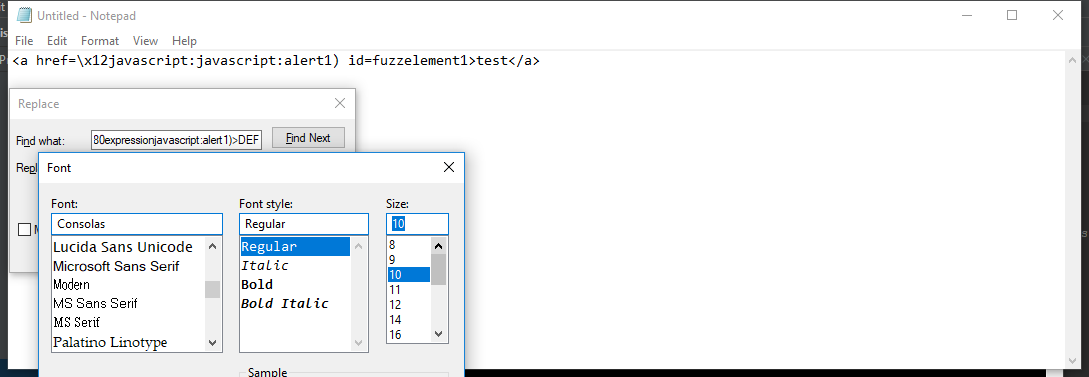 Untitled - Notepad
File Edit Format View Help
<a href=\x12javascript:javascript:alert1) id=fuzzelement1>test</a>
Replace
Find what: 80expressionjavascript:alert1)>DEF Find Next
Repl
Font
Font: Font style: Size:
Consolas Regular 10
Lucida Sans Unicode Regular 8
Microsoft Sans Serif Italic 9
Modern Bold 10
MS Sans Serif Bold Italic 11
MS Serif 12
Palatino Linotype 14
16
Sample